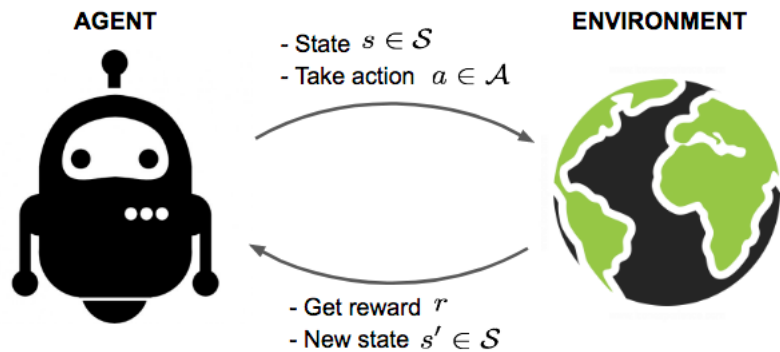 AGENT
ENVIRONMENT
- State s ∈ 𝒮
- Take action a ∈ 𝒜
- Get reward r
- New state s′ ∈ 𝒮